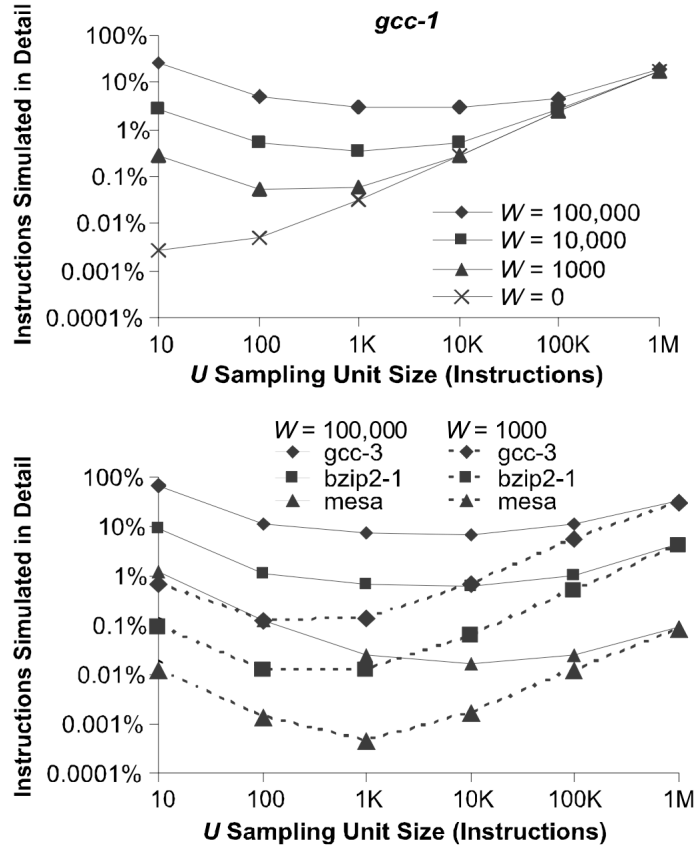 gcc-1
Instructions Simulated in Detail
100%
10%
1%
0.1%
0.01%
0.001%
0.0001%
W = 100,000
W = 10,000
W = 1000
W = 0
10 100 1K 10K 100K 1M
U Sampling Unit Size (Instructions)
W = 100,000 W = 1000
gcc-3 gcc-3
bzip2-1 bzip2-1
mesa mesa
Instructions Simulated in Detail
100%
10%
1%
0.1%
0.01%
0.001%
0.0001%
10 100 1K 10K 100K 1M
U Sampling Unit Size (Instructions)